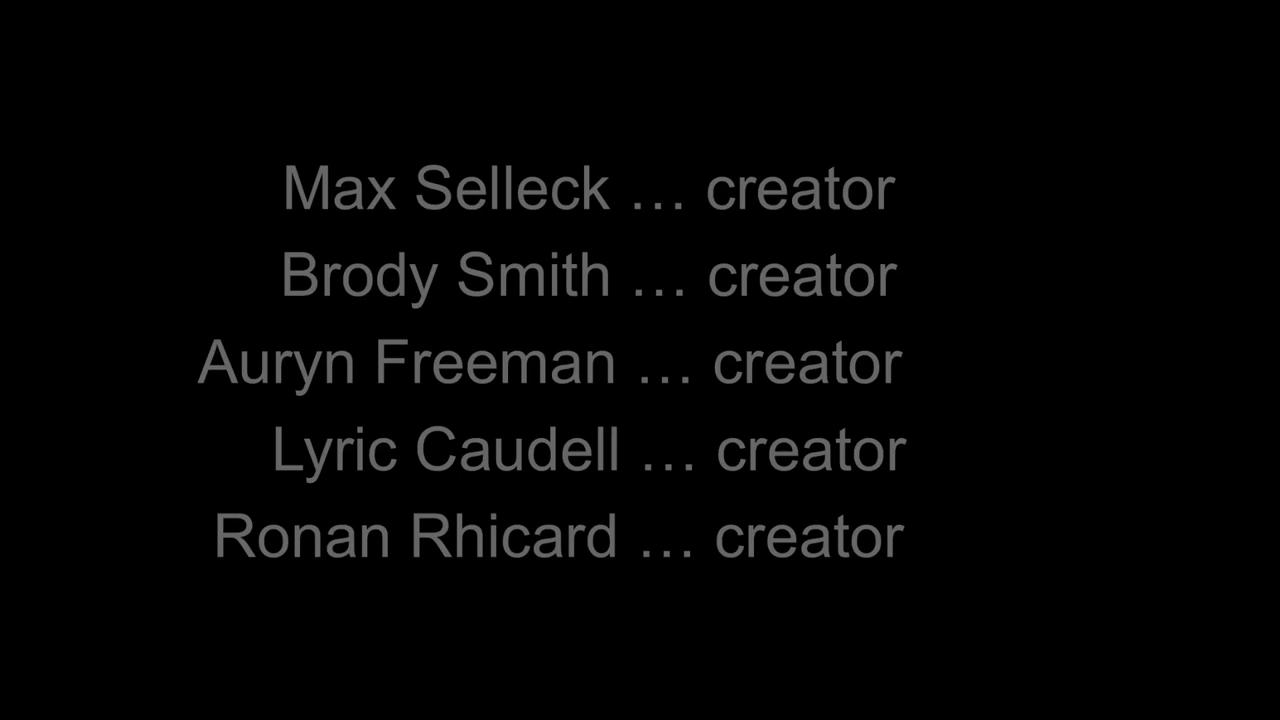 Max Selleck … creator
Brody Smith … creator
Auryn Freeman … creator
Lyric Caudell … creator
Ronan Rhicard … creator